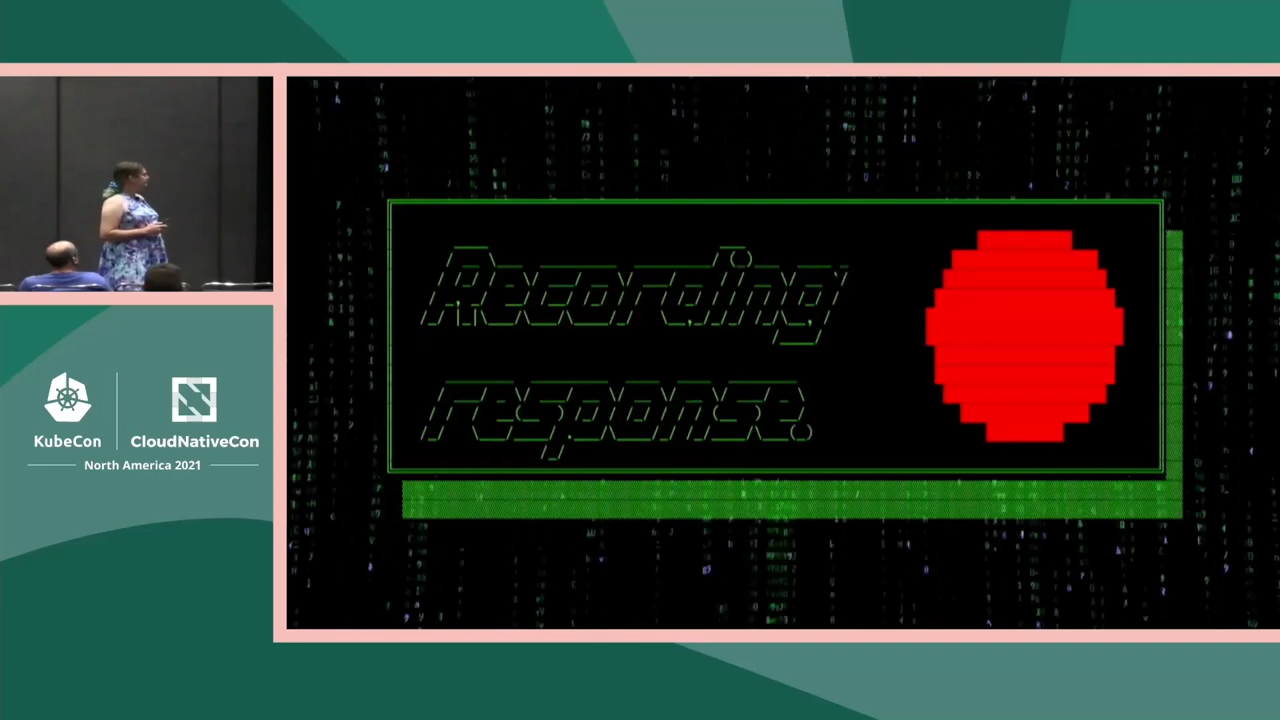 Recording
response.
KubeCon
CloudNativeCon
North America 2021